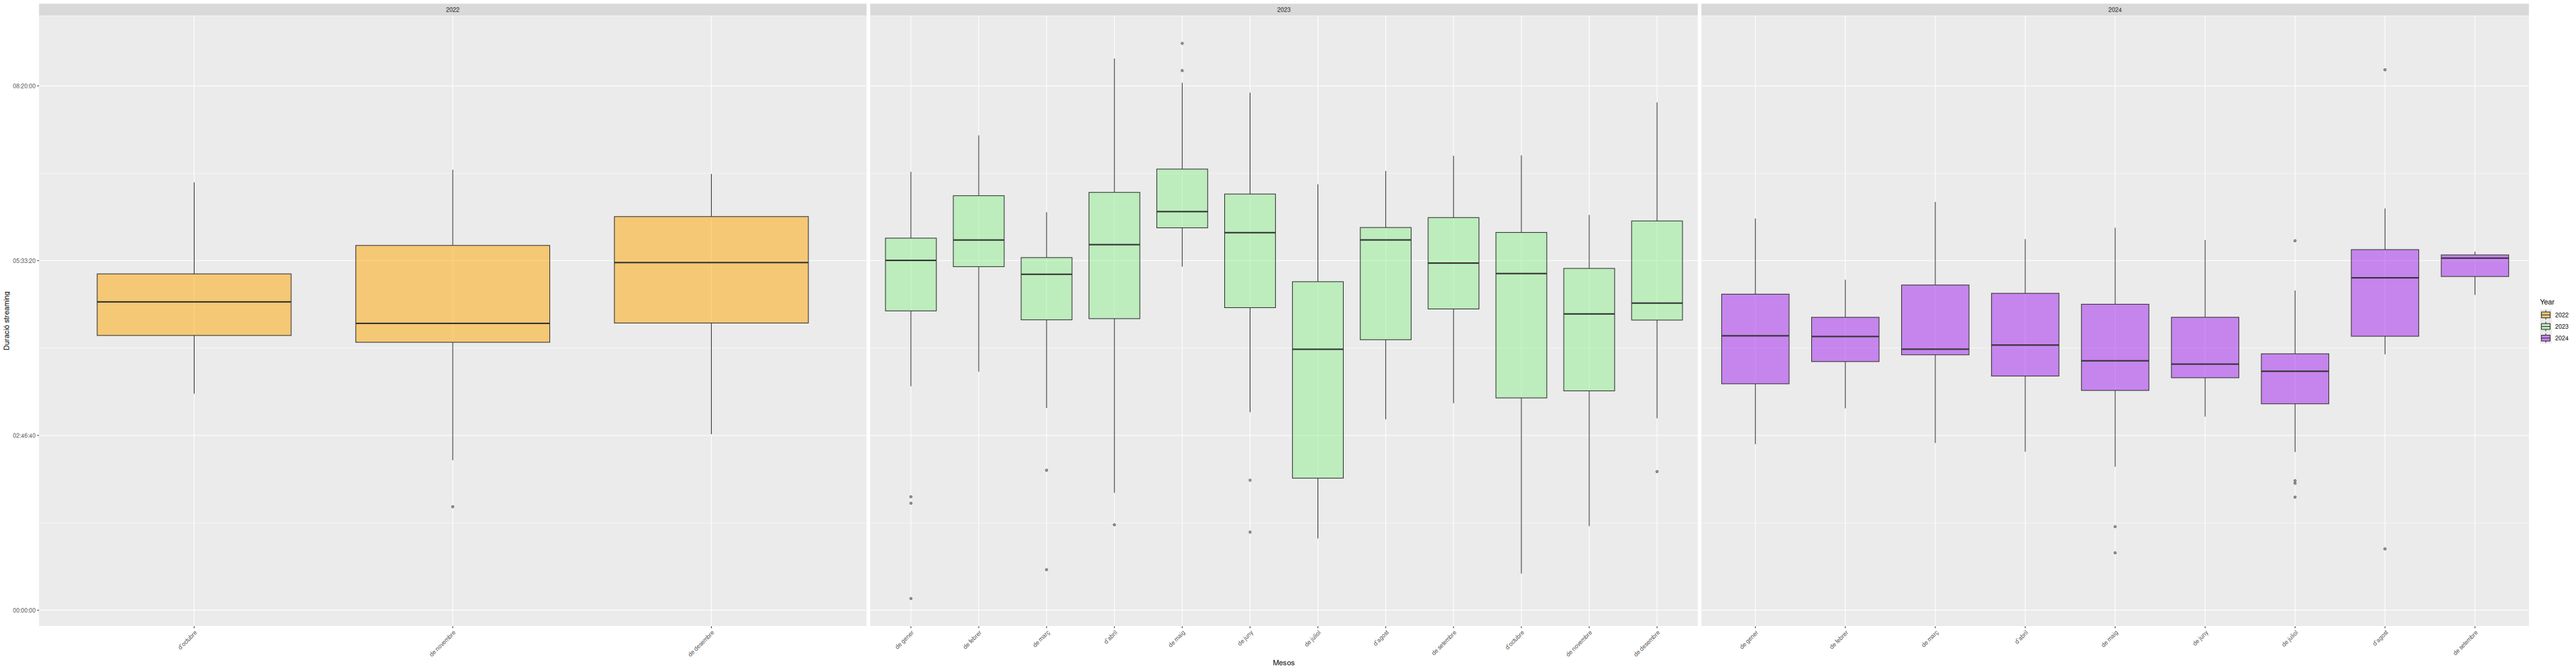 2022
2023
2024
08:20:00
05:33:20
02:46:40
00:00:00
Duració streaming
d'octubre
de novembre
de desembre
de gener
de febrer
de març
d'abril
de maig
de juny
de juliol
d'agost
de setembre
d'octubre
de novembre
de desembre
de gener
de febrer
de març
d'abril
de maig
de juny
de juliol
d'agost
de setembre
Mesos
Year
2022
2023
2024